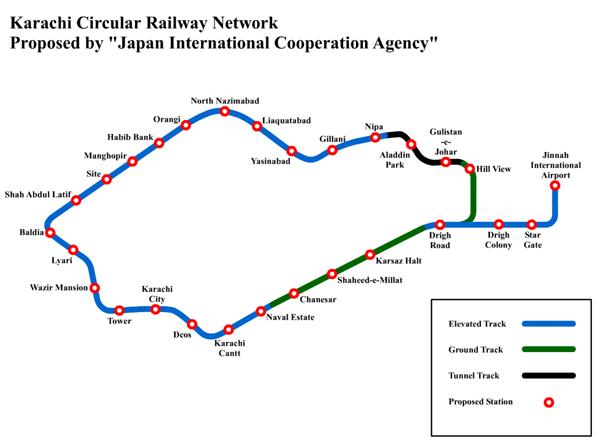 Karachi Circular Railway Network
Proposed by "Japan International Cooperation Agency"
North Nazimabad
Orangi
Liaquatabad
Habib Bank
Nipa
Gulistan
-e-
Johar
Gillani
Manghopir
Yasinabad
Aladdin
Park
Jinnah
International
Airport
Site
Hill View
Shah Abdul Latif
Baldia
Drigh
Road
Drigh
Colony
Star
Gate
Lyari
Karsaz Halt
Shaheed-e-Millat
Wazir Mansion
Karachi
City
Chanesar
Tower
Naval Estate
Dcos
Karachi
Cantt
Elevated Track
Ground Track
Tunnel Track
Proposed Station